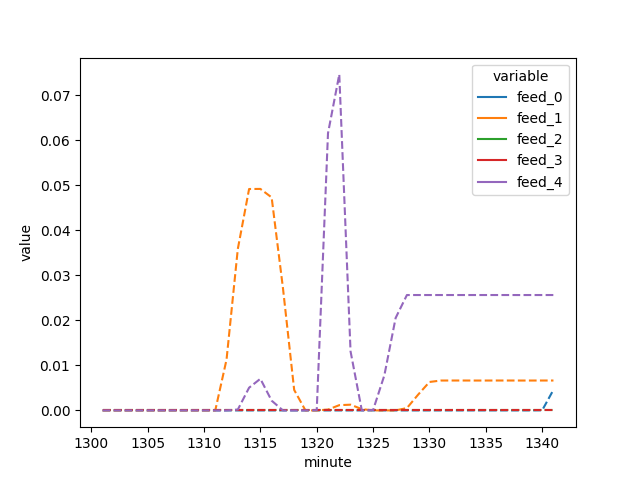 variable
feed_0
feed_1
feed_2
feed_3
feed_4
value
0.07
0.06
0.05
0.04
0.03
0.02
0.01
0.00
1300 1305 1310 1315 1320 1325 1330 1335 1340
minute